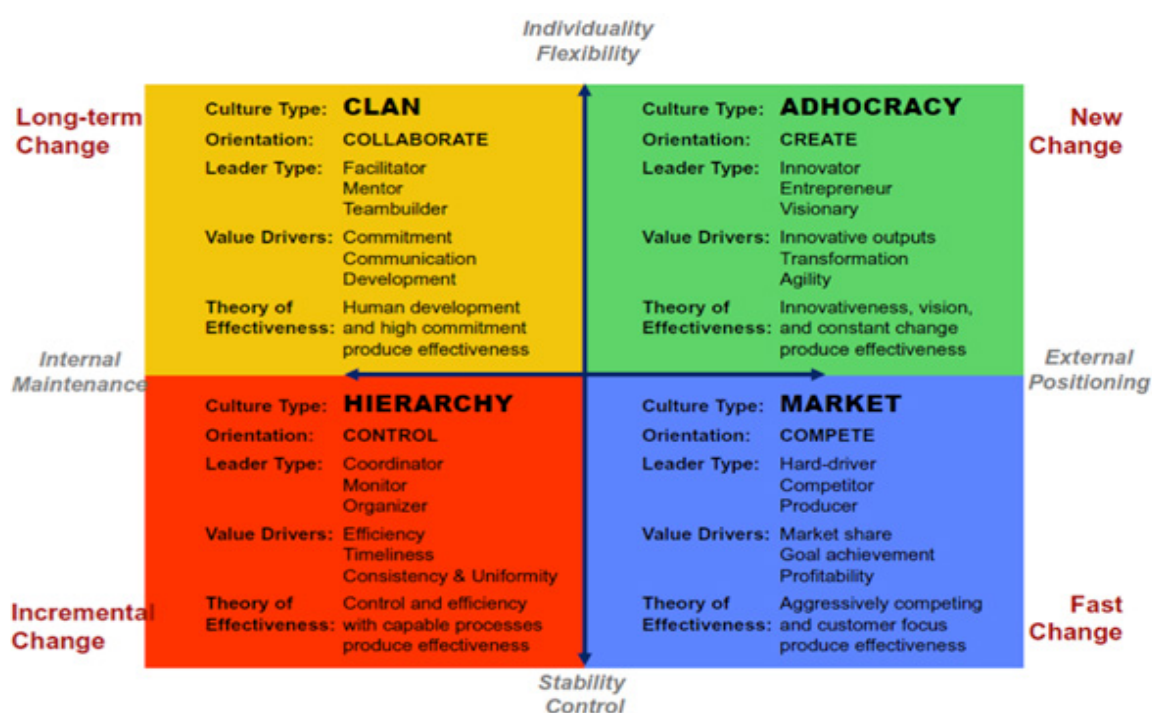 Individuality
Flexibility
Long-term
Change
Culture Type: CLAN
Orientation: COLLABORATE
Leader Type: Facilitator
Mentor
Teambuilder
Value Drivers: Commitment
Communication
Development
Theory of Human development
Effectiveness: and high commitment
produce effectiveness
Culture Type: ADHOCRACY
Orientation: CREATE
Leader Type: Innovator
Entrepreneur
Visionary
Value Drivers: Innovative outputs
Transformation
Agility
Theory of Innovativeness, vision,
Effectiveness: and constant change
produce effectiveness
New
Change
Internal
Maintenance
External
Positioning
Culture Type: HIERARCHY
Orientation: CONTROL
Leader Type: Coordinator
Monitor
Organizer
Value Drivers: Efficiency
Timeliness
Consistency & Uniformity
Theory of Control and efficiency
Effectiveness: with capable processes
produce effectiveness
Incremental
Change
Culture Type: MARKET
Orientation: COMPETE
Leader Type: Hard-driver
Competitor
Producer
Value Drivers: Market share
Goal achievement
Profitability
Theory of Aggressively competing
Effectiveness: and customer focus
produce effectiveness
Fast
Change
Stability
Control